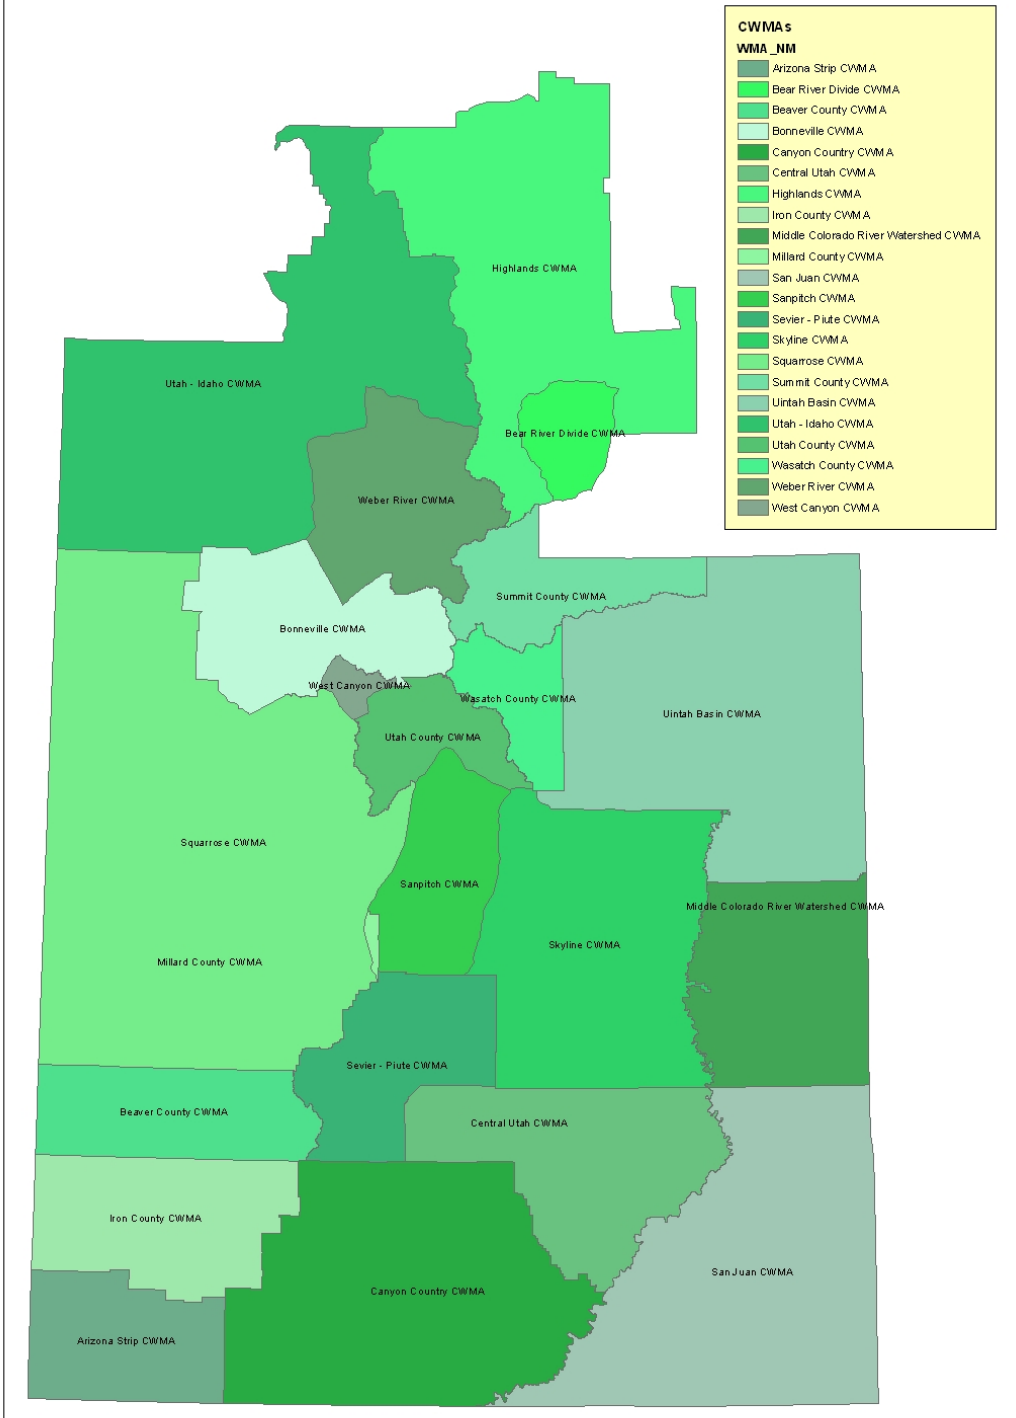 CWMAs
WMA_NM
Arizona Strip CWMA
Bear River Divide CWMA
Beaver County CWMA
Bonneville CWMA
Canyon Country CWMA
Central Utah CWMA
Highlands CWMA
Iron County CWMA
Middle Colorado River Watershed CWMA
Millard County CWMA
San Juan CWMA
Sanpitch CWMA
Sevier - Piute CWMA
Skyline CWMA
Squarrose CWMA
Summit County CWMA
Uintah Basin CWMA
Utah - Idaho CWMA
Utah County CWMA
Wasatch County CWMA
Weber River CWMA
West Canyon CWMA
Highlands CWMA
Utah - Idaho CWMA
Bear River Divide CWMA
Weber River CWMA
Summit County CWMA
Bonneville CWMA
West Canyon CWMA
Wasatch County CWMA
Uintah Basin CWMA
Utah County CWMA
Squarrose CWMA
Sanpitch CWMA
Middle Colorado River Watershed CWMA
Skyline CWMA
Millard County CWMA
Sevier - Piute CWMA
Beaver County CWMA
Central Utah CWMA
Iron County CWMA
San Juan CWMA
Canyon Country CWMA
Arizona Strip CWMA